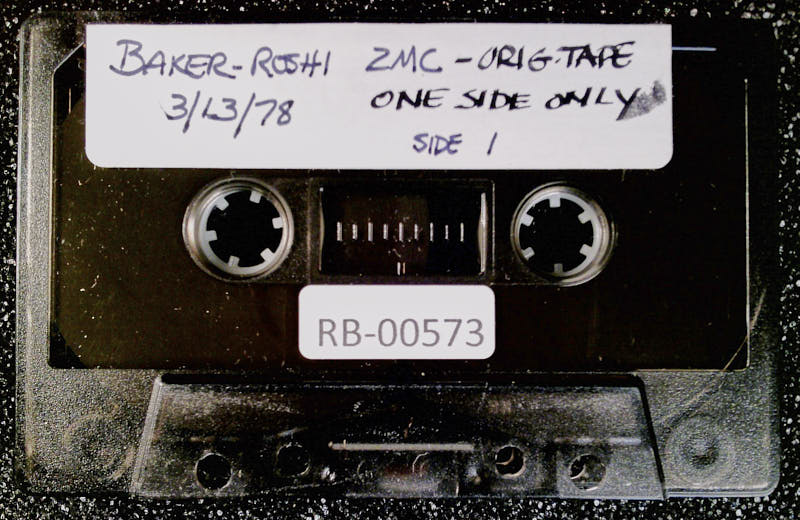 BAKER-ROSHI ZMC - ORIG. TAPE
3/13/78 ONE SIDE ONLY
SIDE 1
RB-00573